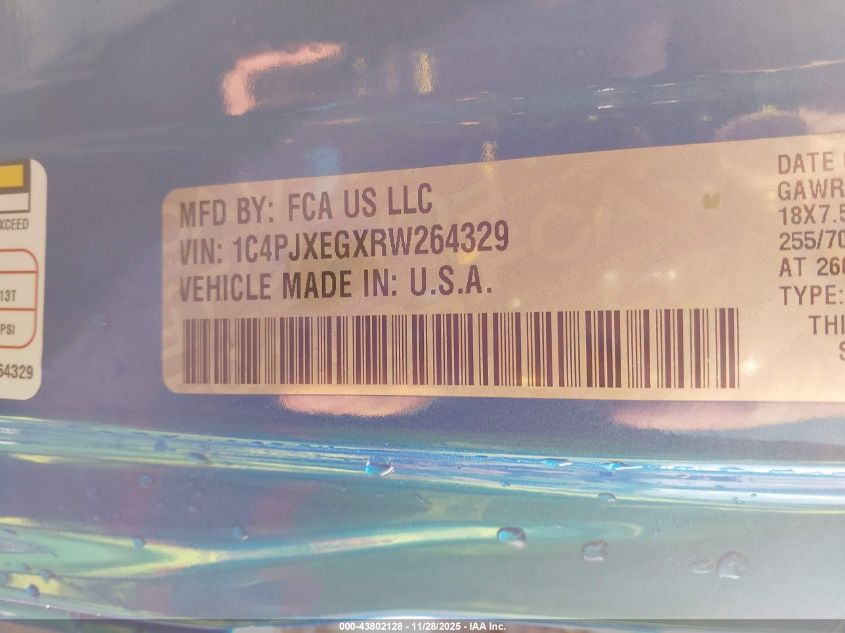 XCEED
13T
PSI
64329
MFD BY: FCA US LLC
VIN: 1C4PJXEGXRW264329
VEHICLE MADE IN: U.S.A.
DATE
GAWR
18X7.5
255/70
AT 260
TYPE:
THI
S
000-43802128 - 11/28/2025 - IAA Inc.